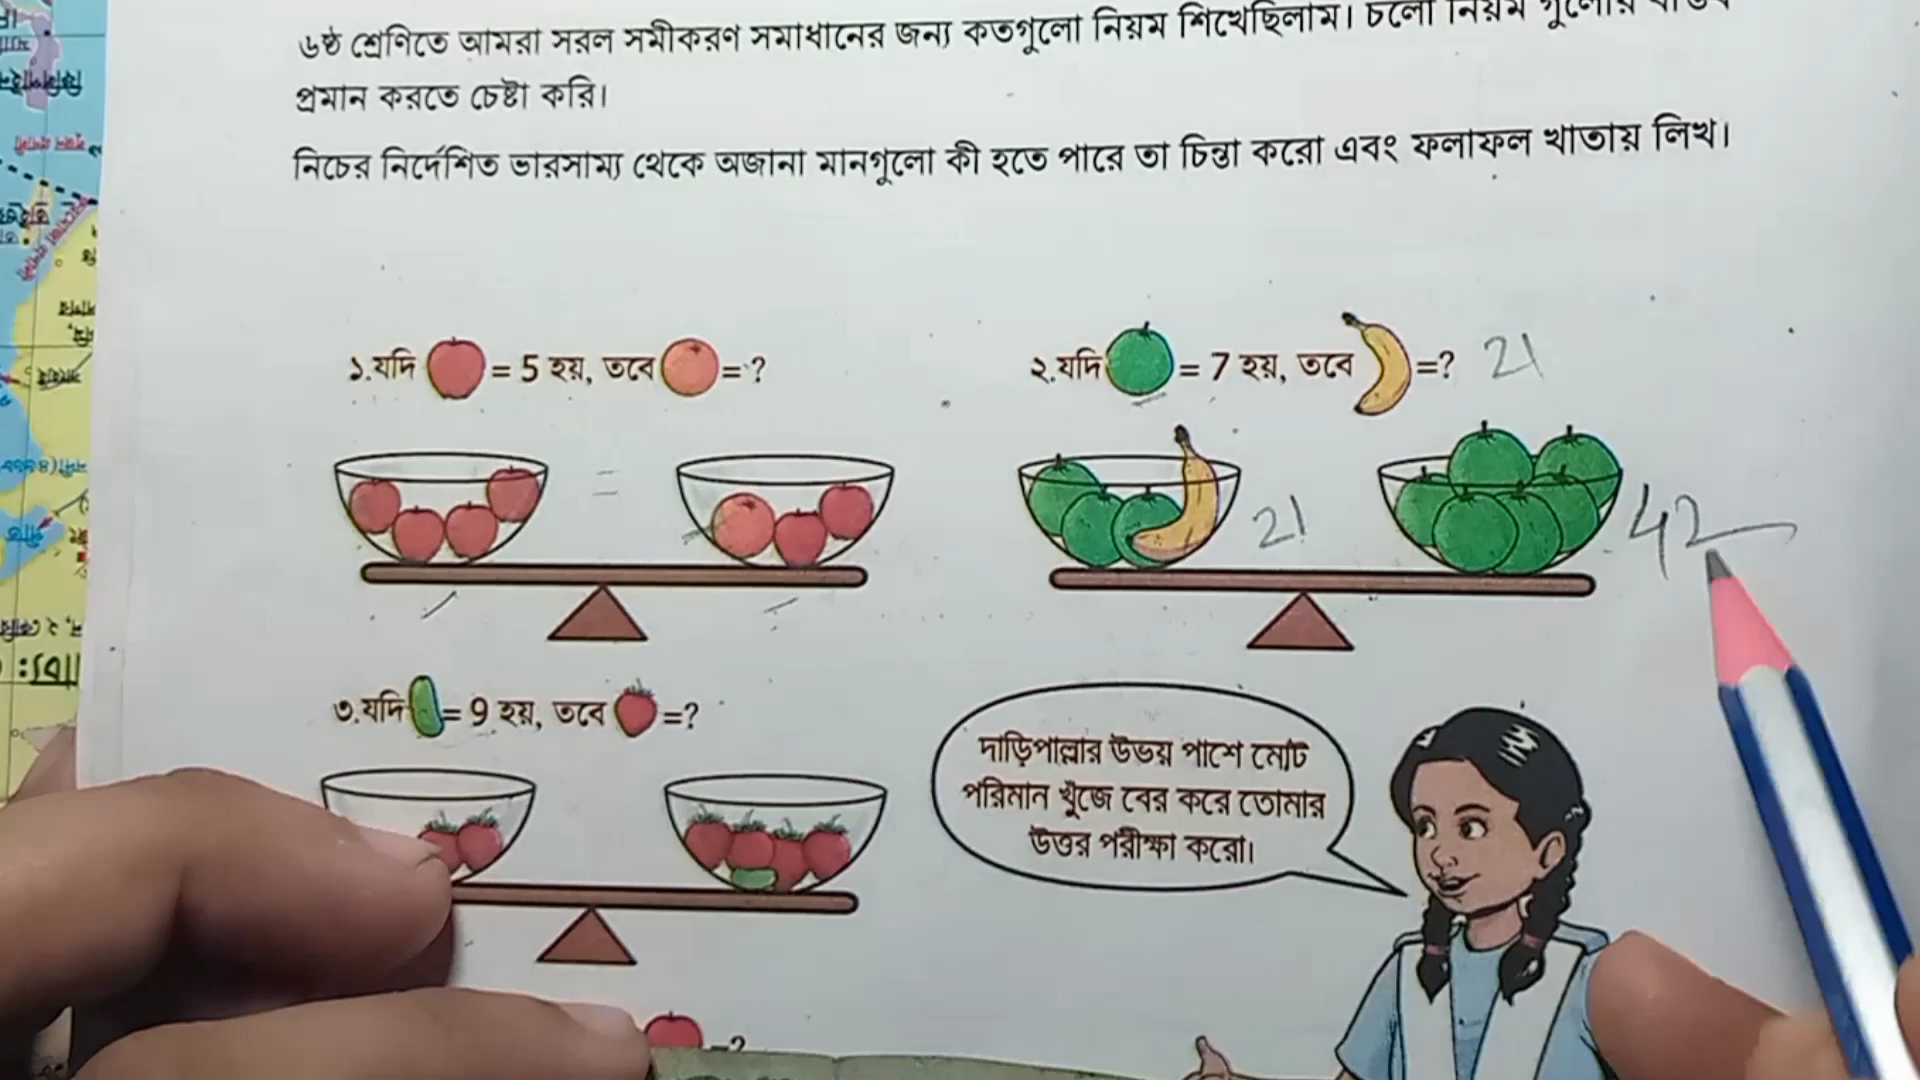 ৬ষ্ঠ শ্রেণিতে আমরা সরল সমীকরণ সমাধানের জন্য কতগুলো নিয়ম শিখেছিলাম। চলো নিয়ম গুলোর
প্রমান করতে চেষ্টা করি।
নিচের নির্দেশিত ভারসাম্য থেকে অজানা মানগুলো কী হতে পারে তা চিন্তা করো এবং ফলাফল খাতায় লিখ।
১.যদি = 5 হয়, তবে =?
২.যদি = 7 হয়, তবে =? 21
=
21
42
৩.যদি = 9 হয়, তবে =?
দাড়িপাল্লার উভয় পাশে মোট
পরিমান খুঁজে বের করে তোমার
উত্তর পরীক্ষা করো।
=?